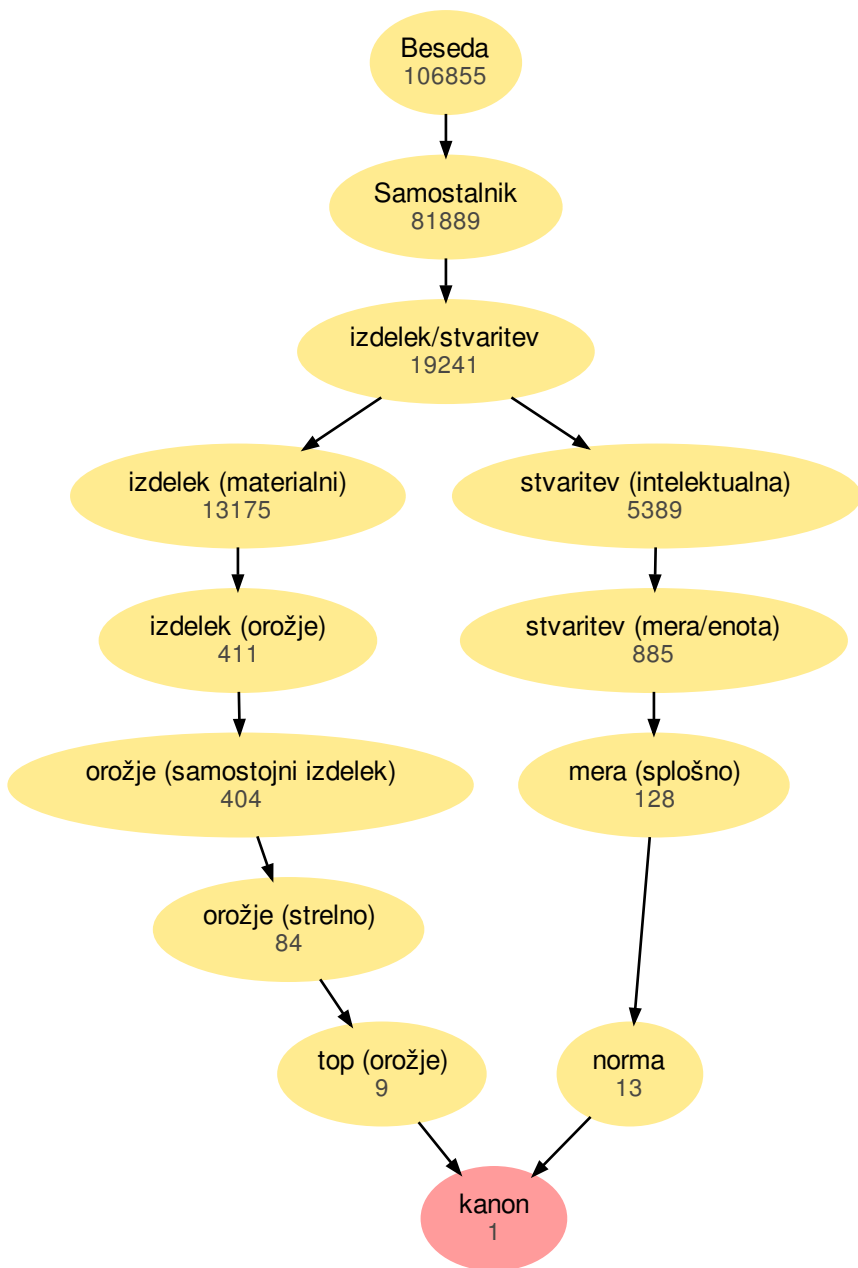 Beseda
106855
Samostalnik
81889
izdelek/stvaritev
19241
izdelek (materialni)
13175
stvaritev (intelektualna)
5389
izdelek (orožje)
411
stvaritev (mera/enota)
885
orožje (samostojni izdelek)
404
mera (splošno)
128
orožje (strelno)
84
top (orožje)
9
norma
13
kanon
1